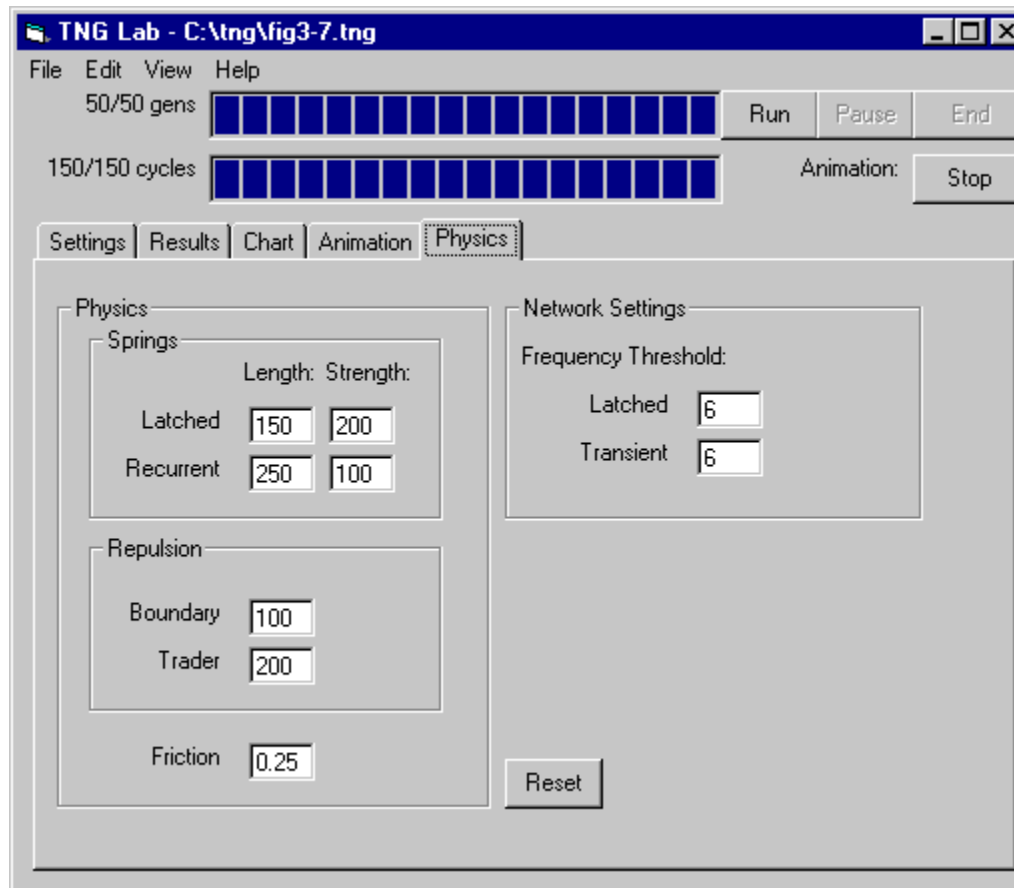 TNG Lab - C:\tng\fig3-7.tng
File Edit View Help
50/50 gens Run Pause End
150/150 cycles Animation: Stop
Settings Results Chart Animation Physics
Physics
Springs
Length: Strength:
Latched 150 200
Recurrent 250 100
Repulsion
Boundary 100
Trader 200
Friction 0.25
Network Settings
Frequency Threshold:
Latched 6
Transient 6
Reset